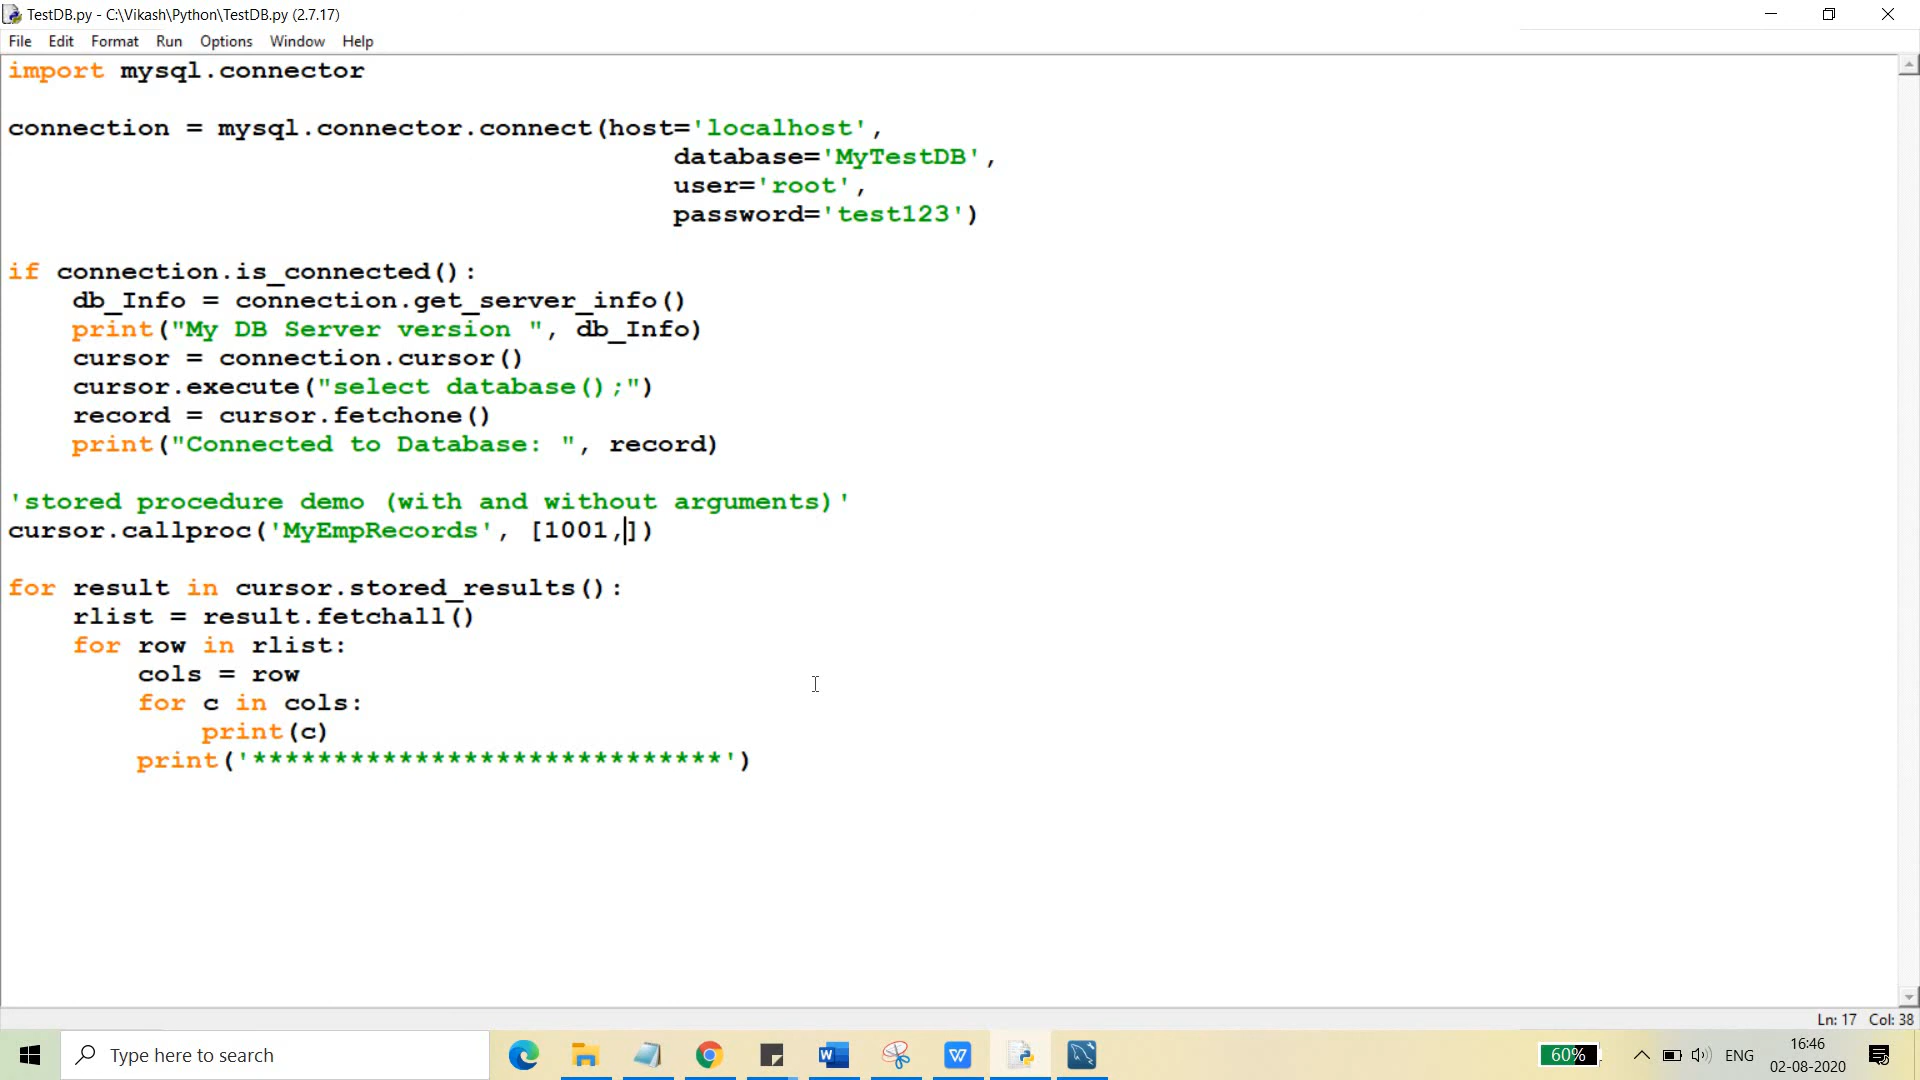 TestDB.py - C:\Vikash\Python\TestDB.py (2.7.17)
File Edit Format Run Options Window Help
import mysql.connector
connection = mysql.connector.connect(host='localhost',
database='MyTestDB',
user='root',
password='test123')
if connection.is_connected():
db_Info = connection.get_server_info()
print("My DB Server version ", db_Info)
cursor = connection.cursor()
cursor.execute("select database();")
record = cursor.fetchone()
print("Connected to Database: ", record)
'stored procedure demo (with and without arguments)'
cursor.callproc('MyEmpRecords', [1001,])
for result in cursor.stored_results():
rlist = result.fetchall()
for row in rlist:
cols = row
for c in cols:
print(c)
print('*****************************')
Ln: 17 Col: 38
Type here to search
60%
ENG
16:46
02-08-2020